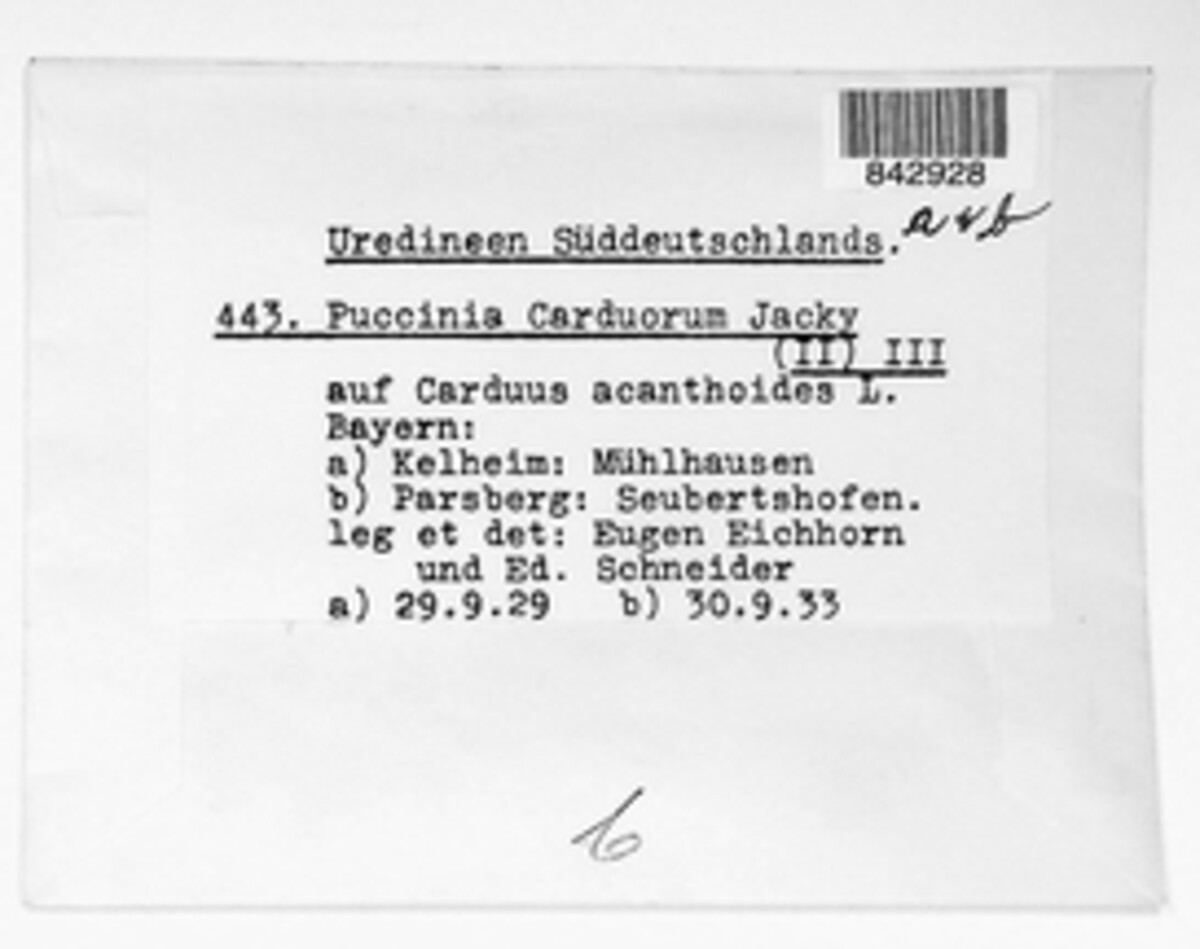 842928
a & b
Uredineen Süddeutschlands.
443. Puccinia Carduorum Jacky
(II) III
auf Carduus acanthoides L.
Bayern:
a) Kelheim: Mühlhausen
b) Parsberg: Seubertshofen.
leg et det: Eugen Eichhorn
und Ed. Schneider
a) 29.9.29 b) 30.9.33